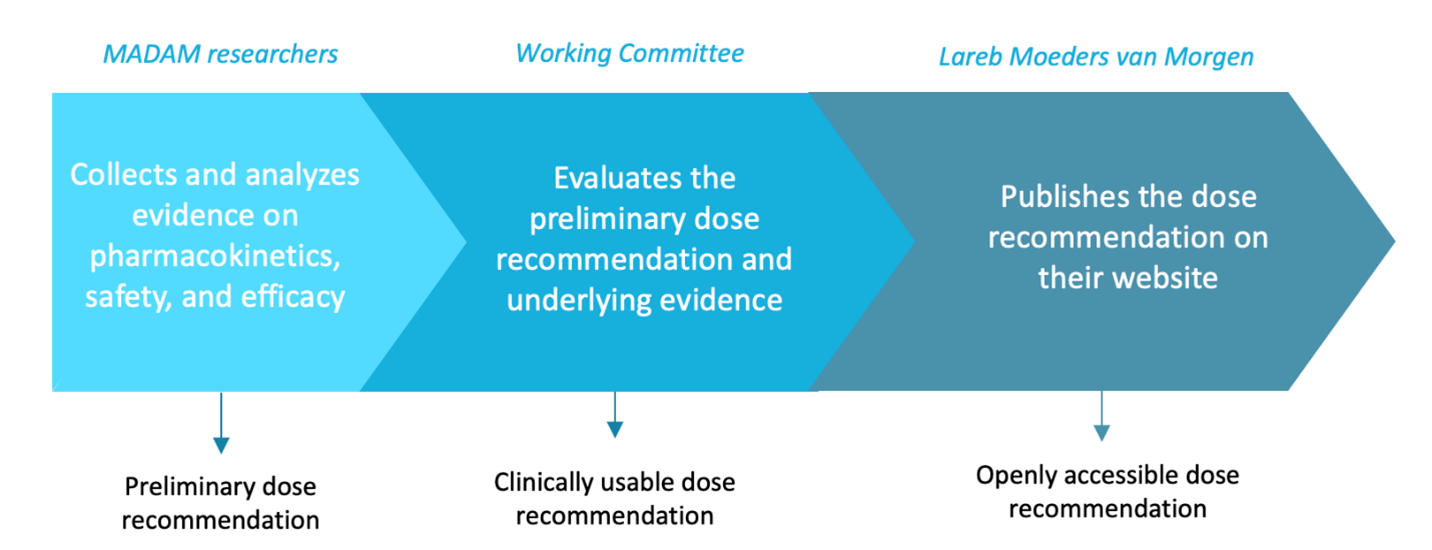 MADAM researchers
Working Committee
Lareb Moeders van Morgen
Collects and analyzes
evidence on
pharmacokinetics,
safety, and efficacy
Evaluates the
preliminary dose
recommendation and
underlying evidence
Publishes the dose
recommendation on
their website
Preliminary dose
recommendation
Clinically usable dose
recommendation
Openly accessible dose
recommendation